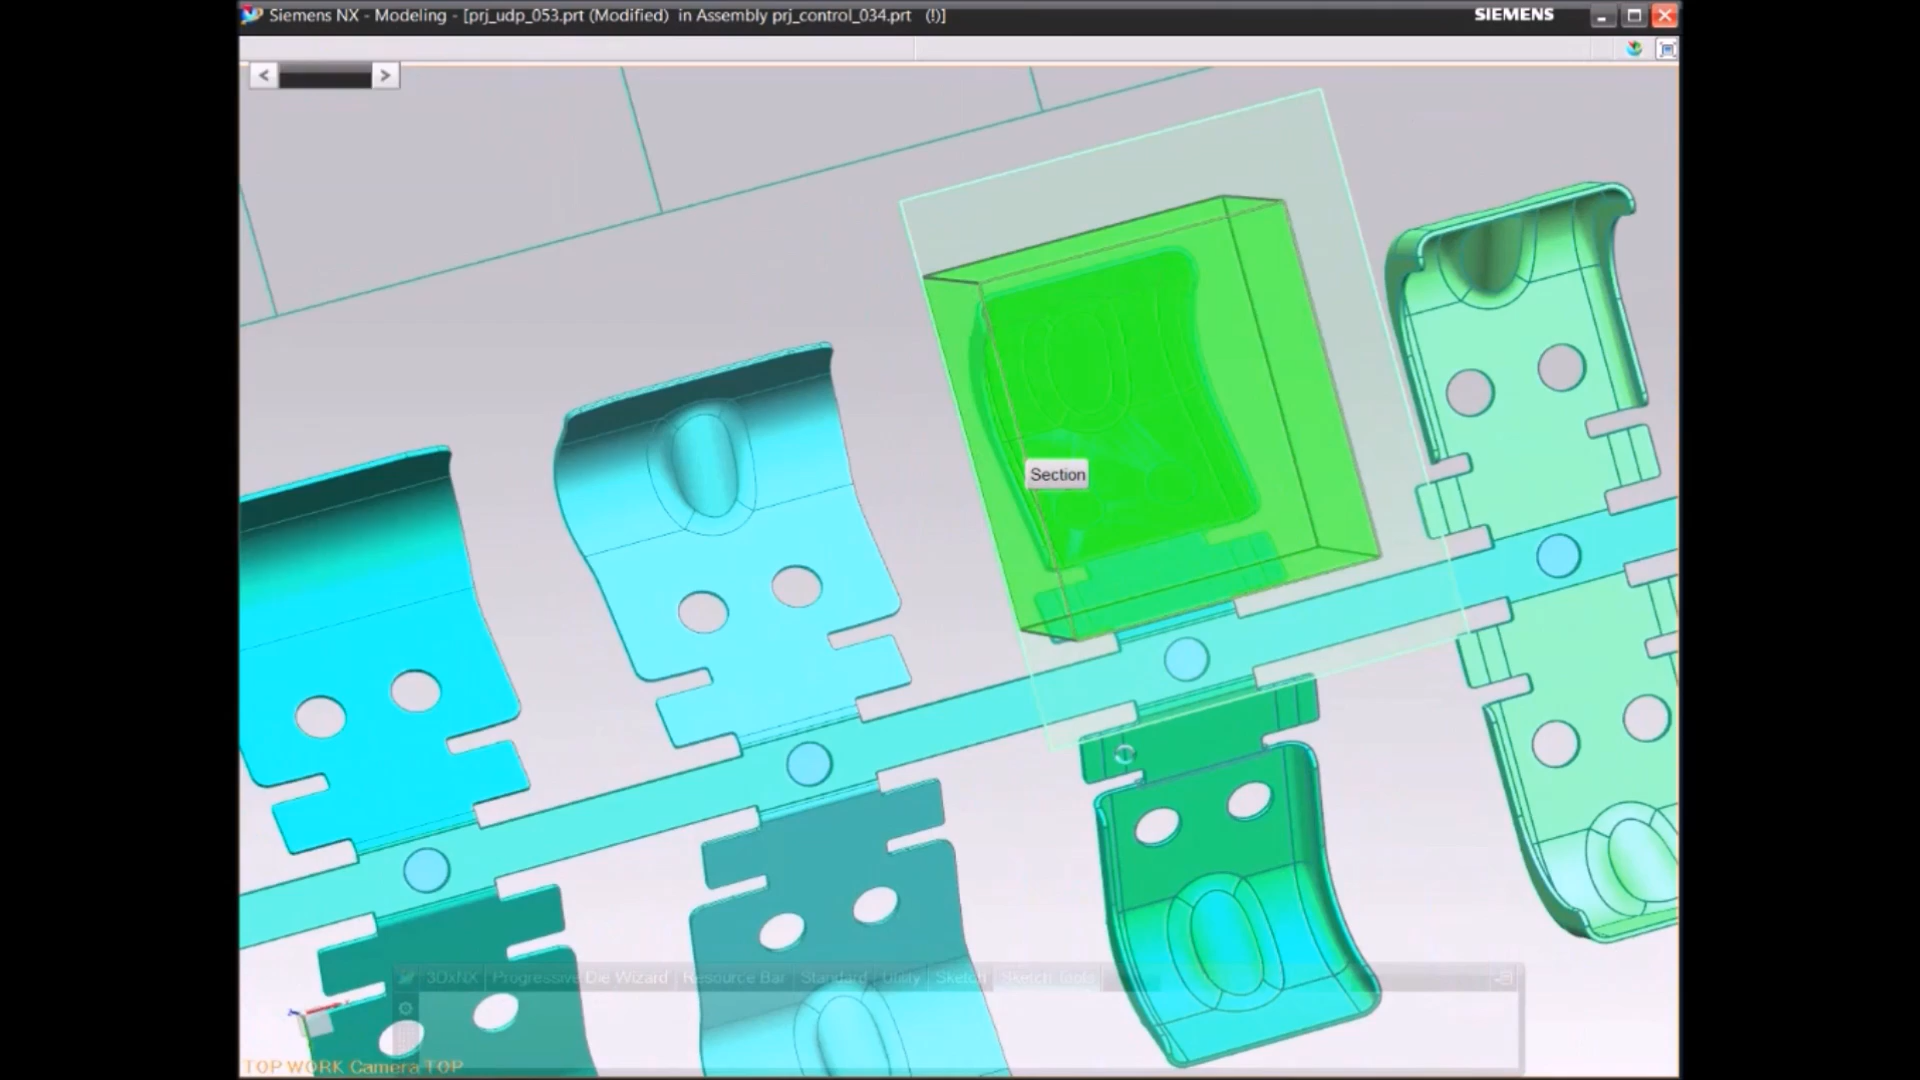 Siemens NX - Modeling - [prj_udp_053.prt (Modified) in Assembly prj_control_034.prt (!)]
SIEMENS
< >
Section
3DxNX Progressive Die Wizard Resource Bar Standard Utility Sketch Sketch Tools
TOP WORK Camera TOP